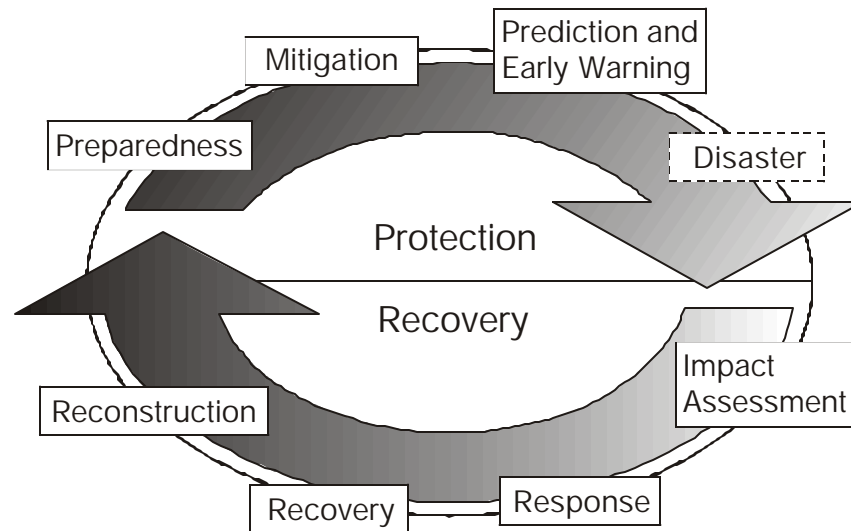 Prediction and
Early Warning
Mitigation
Preparedness
Disaster
Protection
Recovery
Impact
Assessment
Reconstruction
Recovery
Response